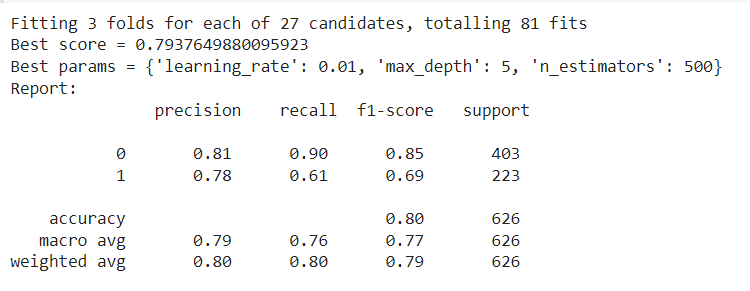 Fitting 3 folds for each of 27 candidates, totalling 81 fits
Best score = 0.7937649880095923
Best params = {'learning_rate': 0.01, 'max_depth': 5, 'n_estimators': 500}
Report:
precision recall f1-score support
0 0.81 0.90 0.85 403
1 0.78 0.61 0.69 223
accuracy 0.80 626
macro avg 0.79 0.76 0.77 626
weighted avg 0.80 0.80 0.79 626